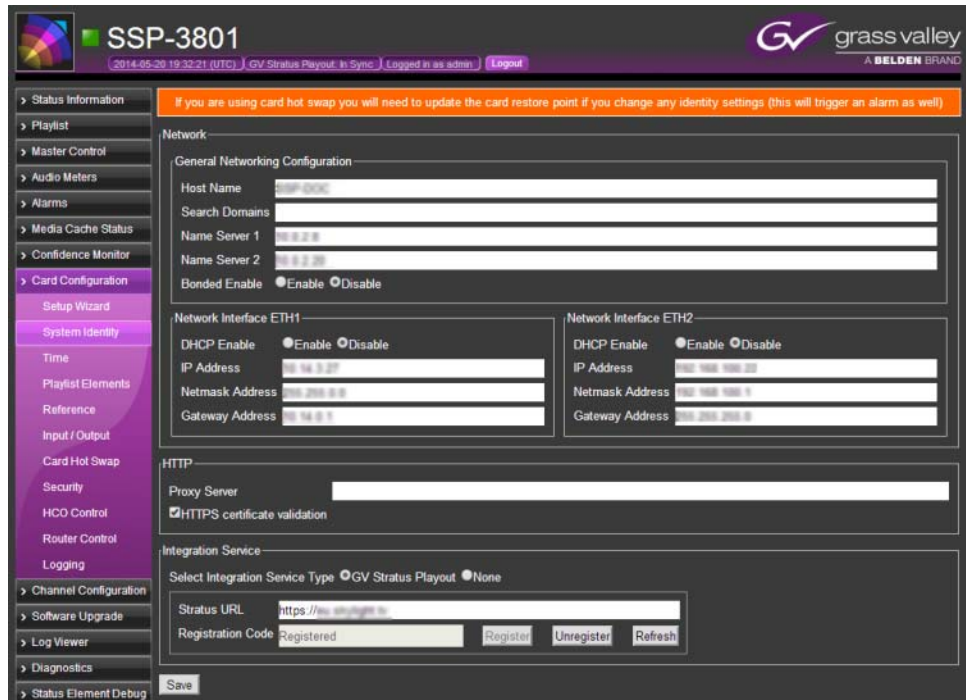 SSP-3801
grass valley
A BELDEN BRAND
2014-05-20 19:32:21 (UTC) GV Stratus Playout: In Sync Logged in as admin Logout
Status Information
Playlist
Master Control
Audio Meters
Alarms
Media Cache Status
Confidence Monitor
Card Configuration
Setup Wizard
System Identity
Time
Playlist Elements
Reference
Input / Output
Card Hot Swap
Security
HCO Control
Router Control
Logging
Channel Configuration
Software Upgrade
Log Viewer
Diagnostics
Status Element Debug
If you are using card hot swap you will need to update the card restore point if you change any identity settings (this will trigger an alarm as well)
Network
General Networking Configuration
Host Name
Search Domains
Name Server 1
Name Server 2
Bonded Enable Enable Disable
Network Interface ETH1
DHCP Enable Enable Disable
IP Address
Netmask Address
Gateway Address
Network Interface ETH2
DHCP Enable Enable Disable
IP Address
Netmask Address
Gateway Address
HTTP
Proxy Server
HTTPS certificate validation
Integration Service
Select Integration Service Type GV Stratus Playout None
Stratus URL https://
Registration Code Registered Register Unregister Refresh
Save